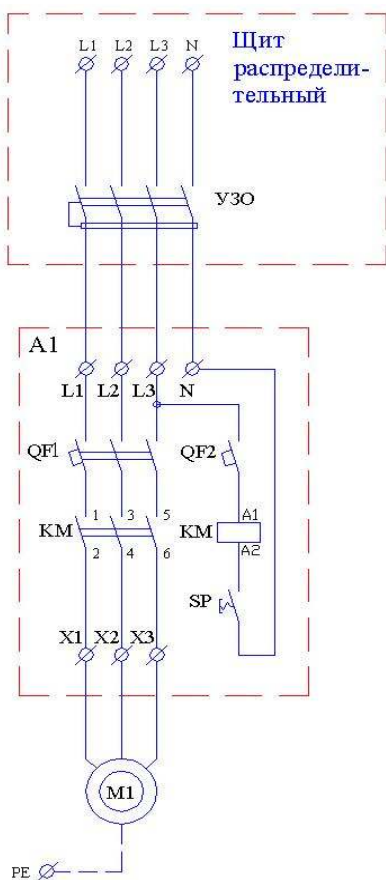 L1 L2 L3 N
Щит
распредели-
тельный
УЗО
A1
L1 L2 L3 N
QF1 QF2
KM 1 3 5 KM A1
2 4 6 A2
SP
X1 X2 X3
M1
PE